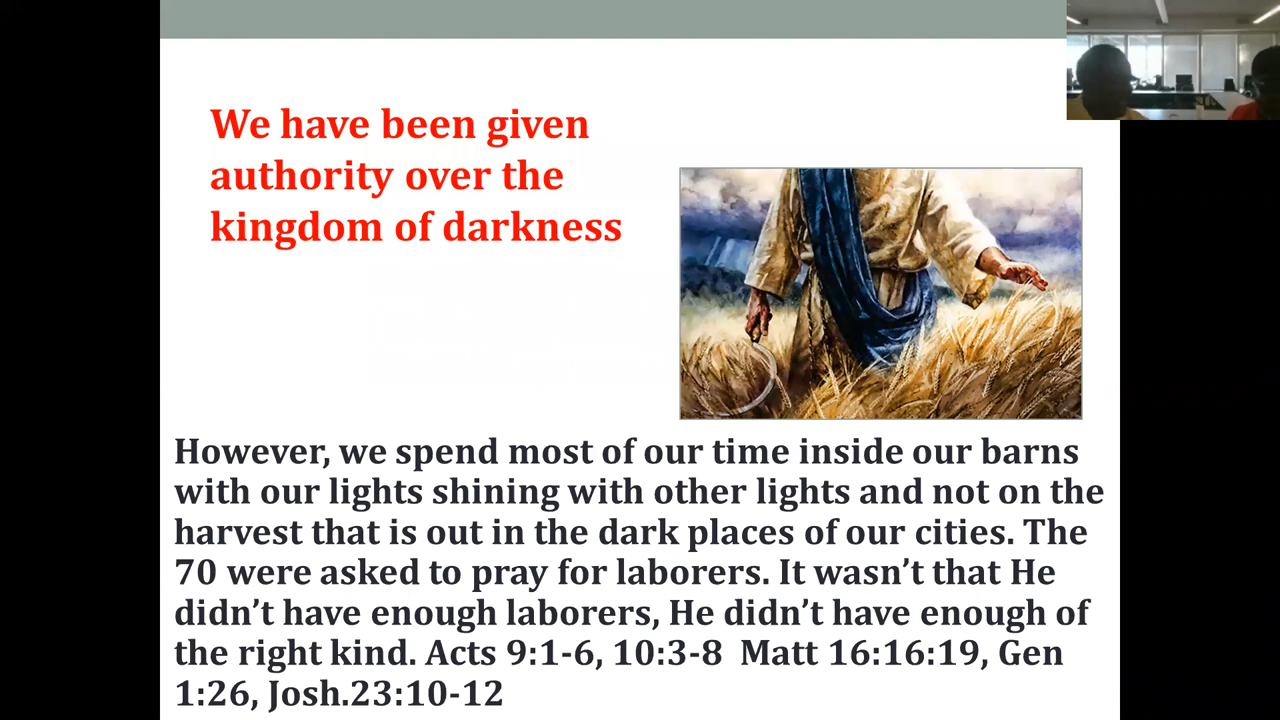 We have been given
authority over the
kingdom of darkness
However, we spend most of our time inside our barns
with our lights shining with other lights and not on the
harvest that is out in the dark places of our cities. The
70 were asked to pray for laborers. It wasn’t that He
didn’t have enough laborers, He didn’t have enough of
the right kind. Acts 9:1-6, 10:3-8  Matt 16:16:19, Gen
1:26, Josh.23:10-12